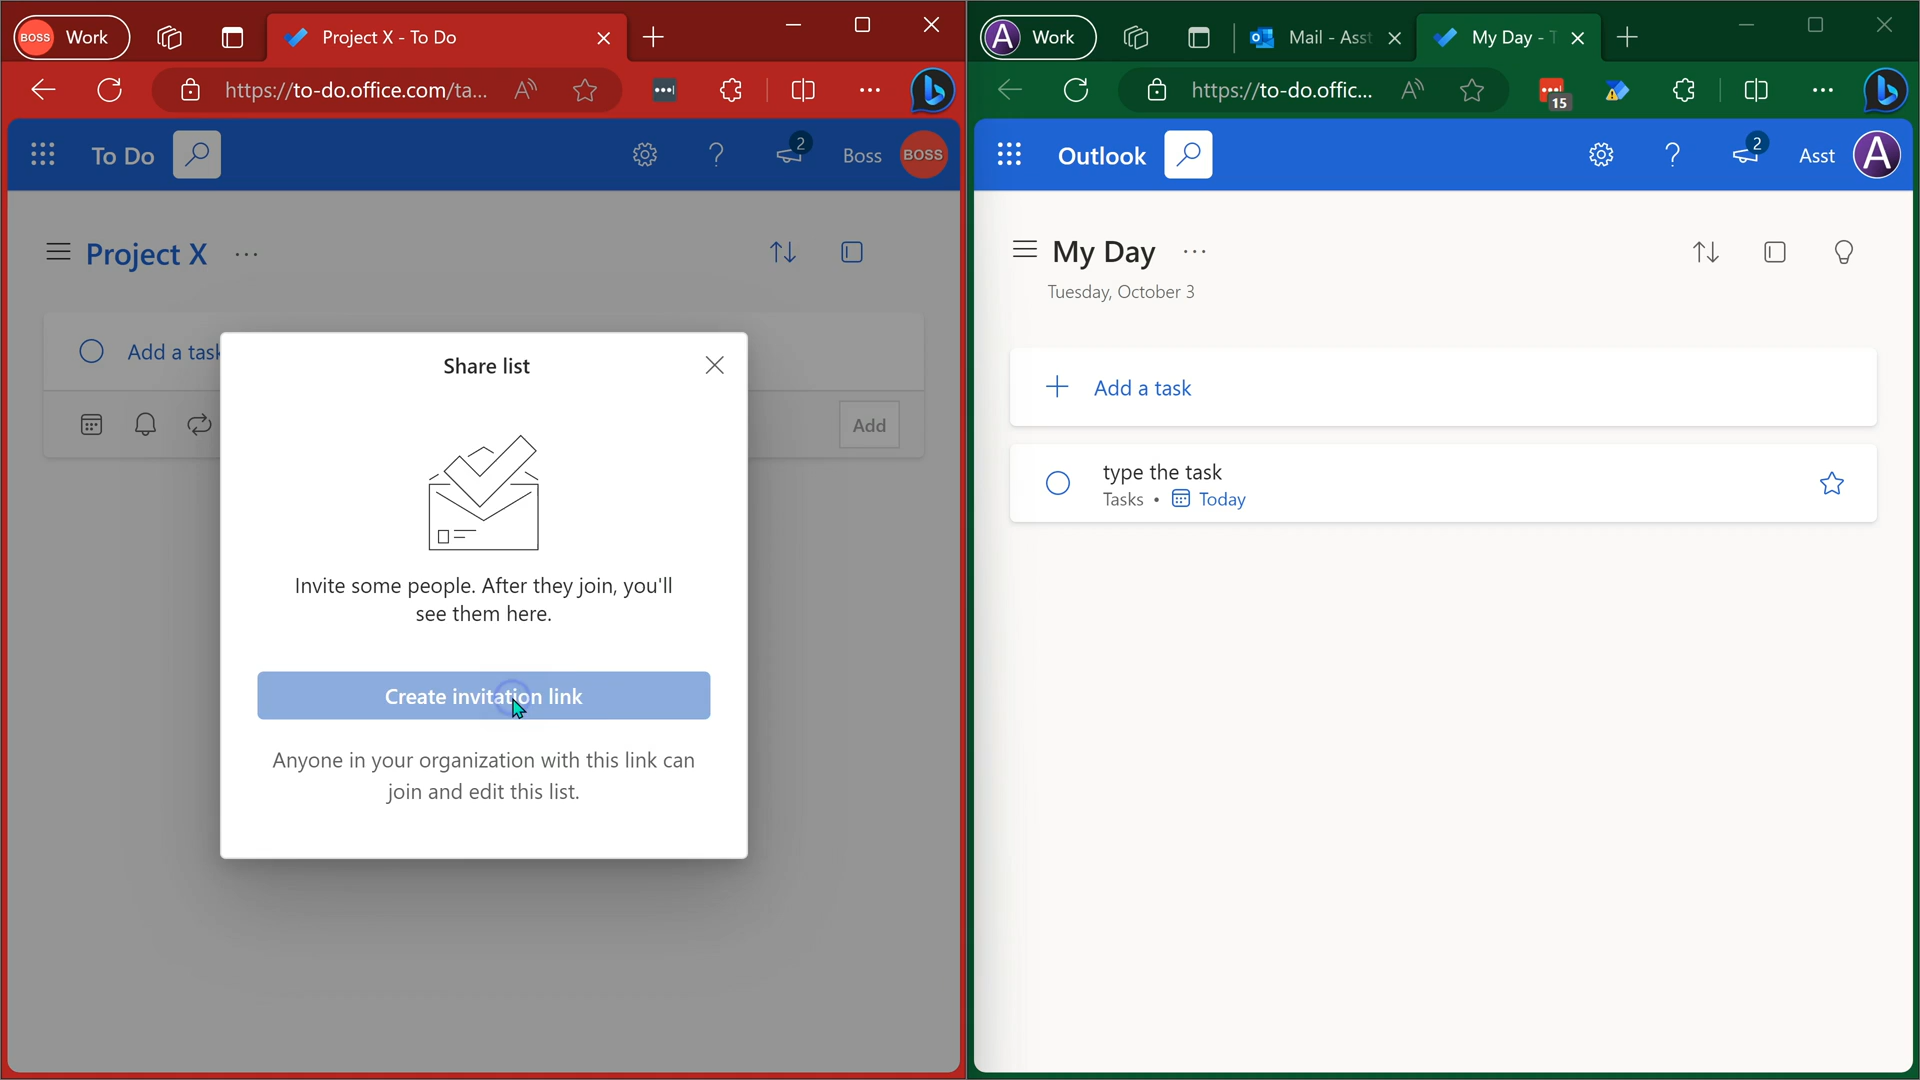 BOSS Work
Project X - To Do
https://to-do.office.com/ta...
To Do
2
Boss
BOSS
Project X
Add a task
Add
Share list
Invite some people. After they join, you'll
see them here.
Create invitation link
Anyone in your organization with this link can
join and edit this list.
A Work
Mail - Asst
My Day - T
https://to-do.offic...
15
Outlook
2
Asst
A
My Day
Tuesday, October 3
Add a task
type the task
Tasks • Today